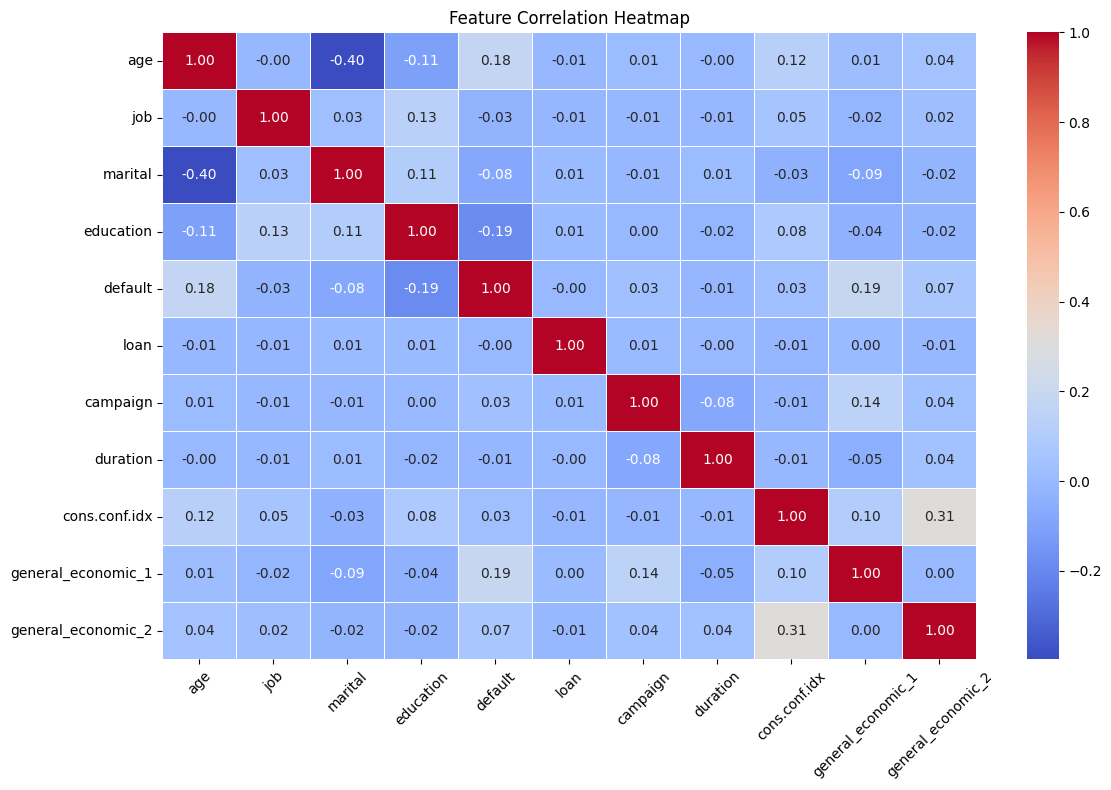 Feature Correlation Heatmap
age 1.00 -0.00 -0.40 -0.11 0.18 -0.01 0.01 -0.00 0.12 0.01 0.04
job -0.00 1.00 0.03 0.13 -0.03 -0.01 -0.01 -0.01 0.05 -0.02 0.02
marital -0.40 0.03 1.00 0.11 -0.08 0.01 -0.01 0.01 -0.03 -0.09 -0.02
education -0.11 0.13 0.11 1.00 -0.19 0.01 0.00 -0.02 0.08 -0.04 -0.02
default 0.18 -0.03 -0.08 -0.19 1.00 -0.00 0.03 -0.01 0.03 0.19 0.07
loan -0.01 -0.01 0.01 0.01 -0.00 1.00 0.01 -0.00 -0.01 0.00 -0.01
campaign 0.01 -0.01 -0.01 0.00 0.03 0.01 1.00 -0.08 -0.01 0.14 0.04
duration -0.00 -0.01 0.01 -0.02 -0.01 -0.00 -0.08 1.00 -0.01 -0.05 0.04
cons.conf.idx 0.12 0.05 -0.03 0.08 0.03 -0.01 -0.01 -0.01 1.00 0.10 0.31
general_economic_1 0.01 -0.02 -0.09 -0.04 0.19 0.00 0.14 -0.05 0.10 1.00 0.00
general_economic_2 0.04 0.02 -0.02 -0.02 0.07 -0.01 0.04 0.04 0.31 0.00 1.00
age job marital education default loan campaign duration cons.conf.idx general_economic_1 general_economic_2
1.0
0.8
0.6
0.4
0.2
0.0
−0.2